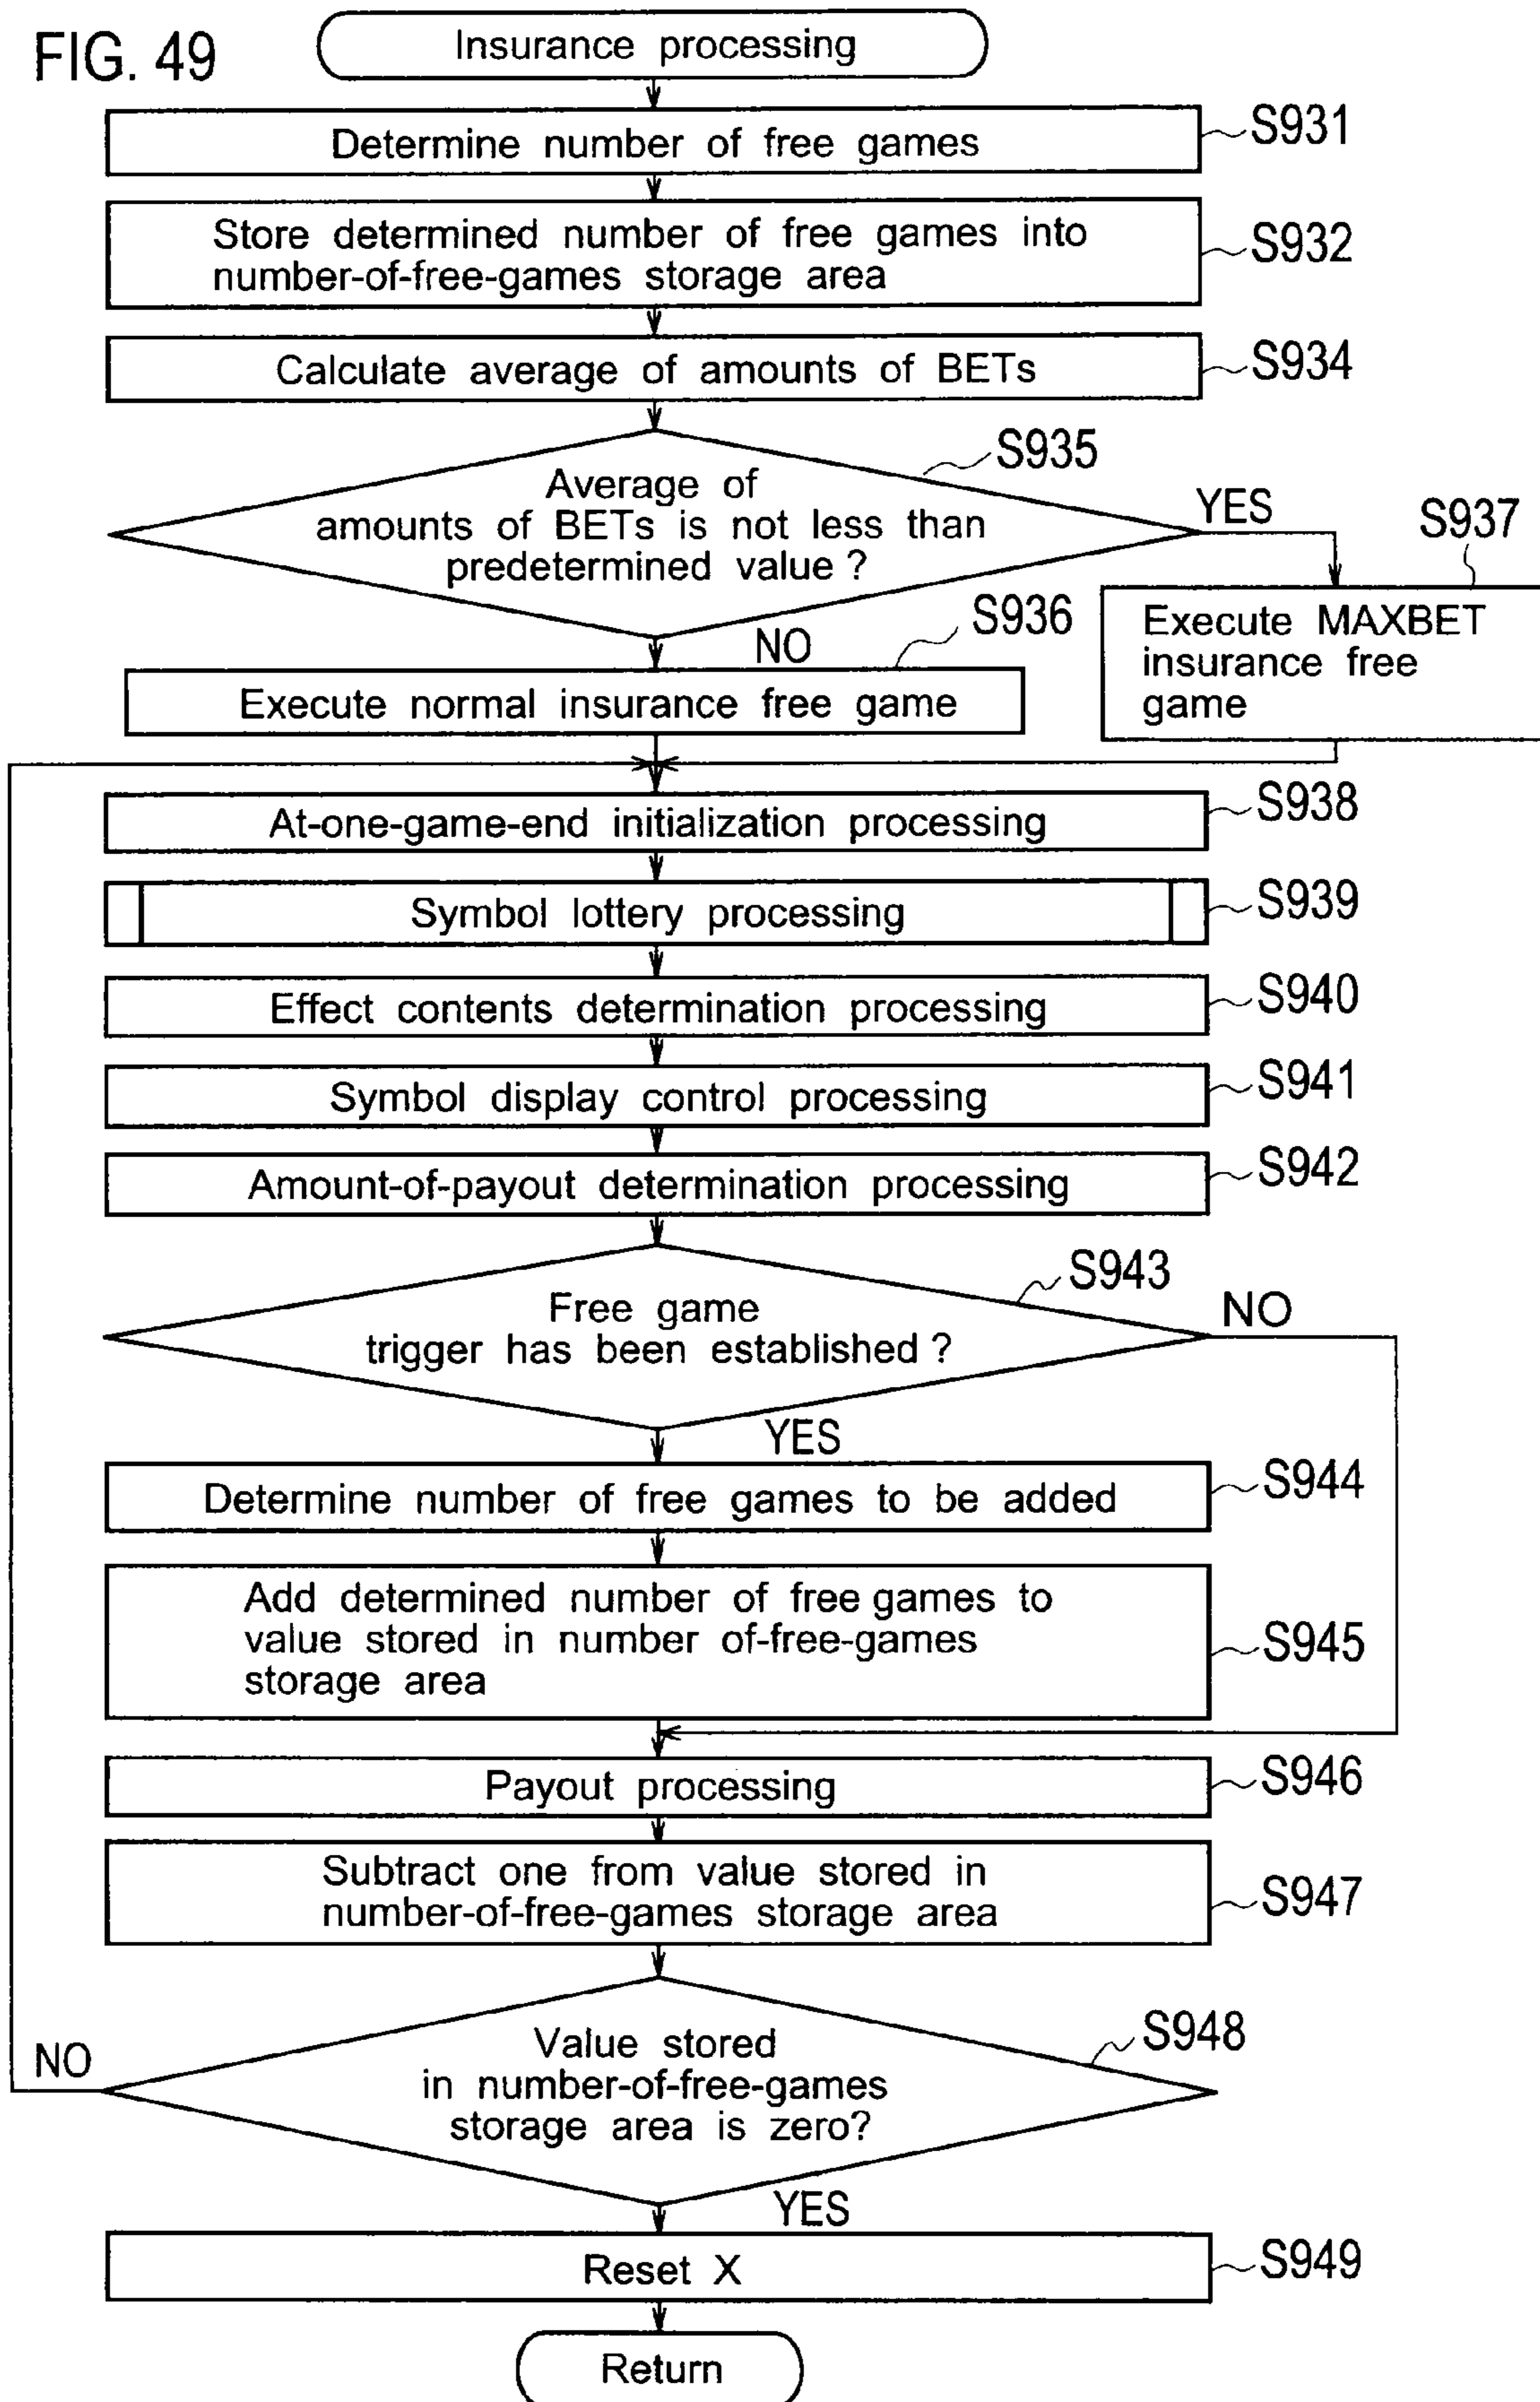 FIG. 49
Insurance processing
Determine number of free games
S931
Store determined number of free games into
number-of-free-games storage area
S932
Calculate average of amounts of BETs
S934
S935
Average of
amounts of BETs is not less than
predetermined value ?
YES
S937
Execute MAXBET
insurance free
game
NO
S936
Execute normal insurance free game
At-one-game-end initialization processing
S938
Symbol lottery processing
S939
Effect contents determination processing
S940
Symbol display control processing
S941
Amount-of-payout determination processing
S942
S943
Free game
trigger has been established ?
NO
YES
Determine number of free games to be added
S944
Add determined number of free games to
value stored in number of-free-games
storage area
S945
Payout processing
S946
Subtract one from value stored in
number-of-free-games storage area
S947
S948
Value stored
in number-of-free-games
storage area is zero?
NO
YES
Reset X
S949
Return